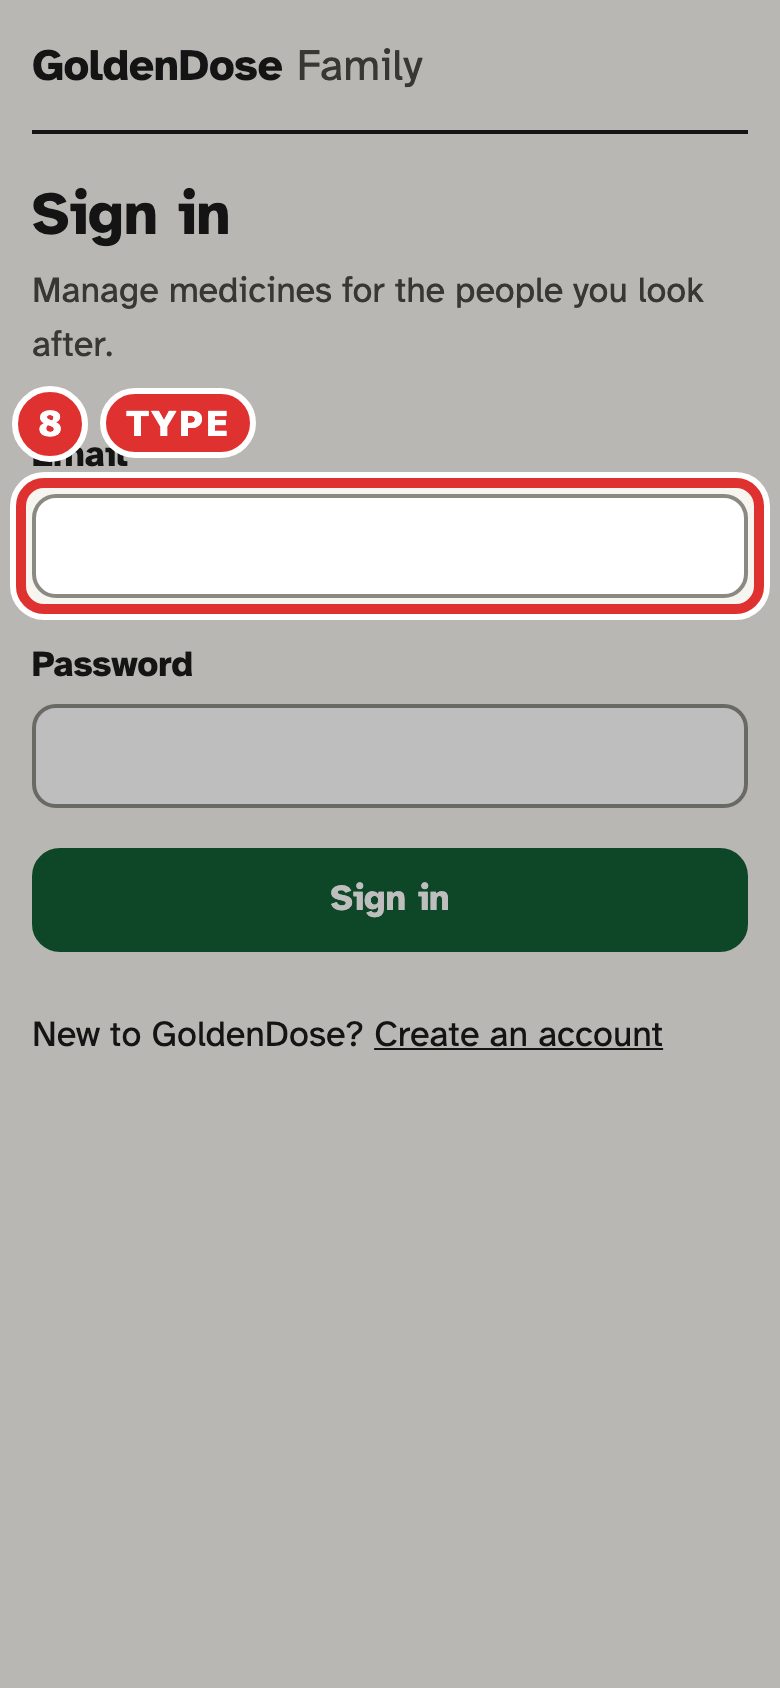 GoldenDose Family
Sign in
Manage medicines for the people you look
after.
8 TYPE
Email
Password
Sign in
New to GoldenDose? Create an account